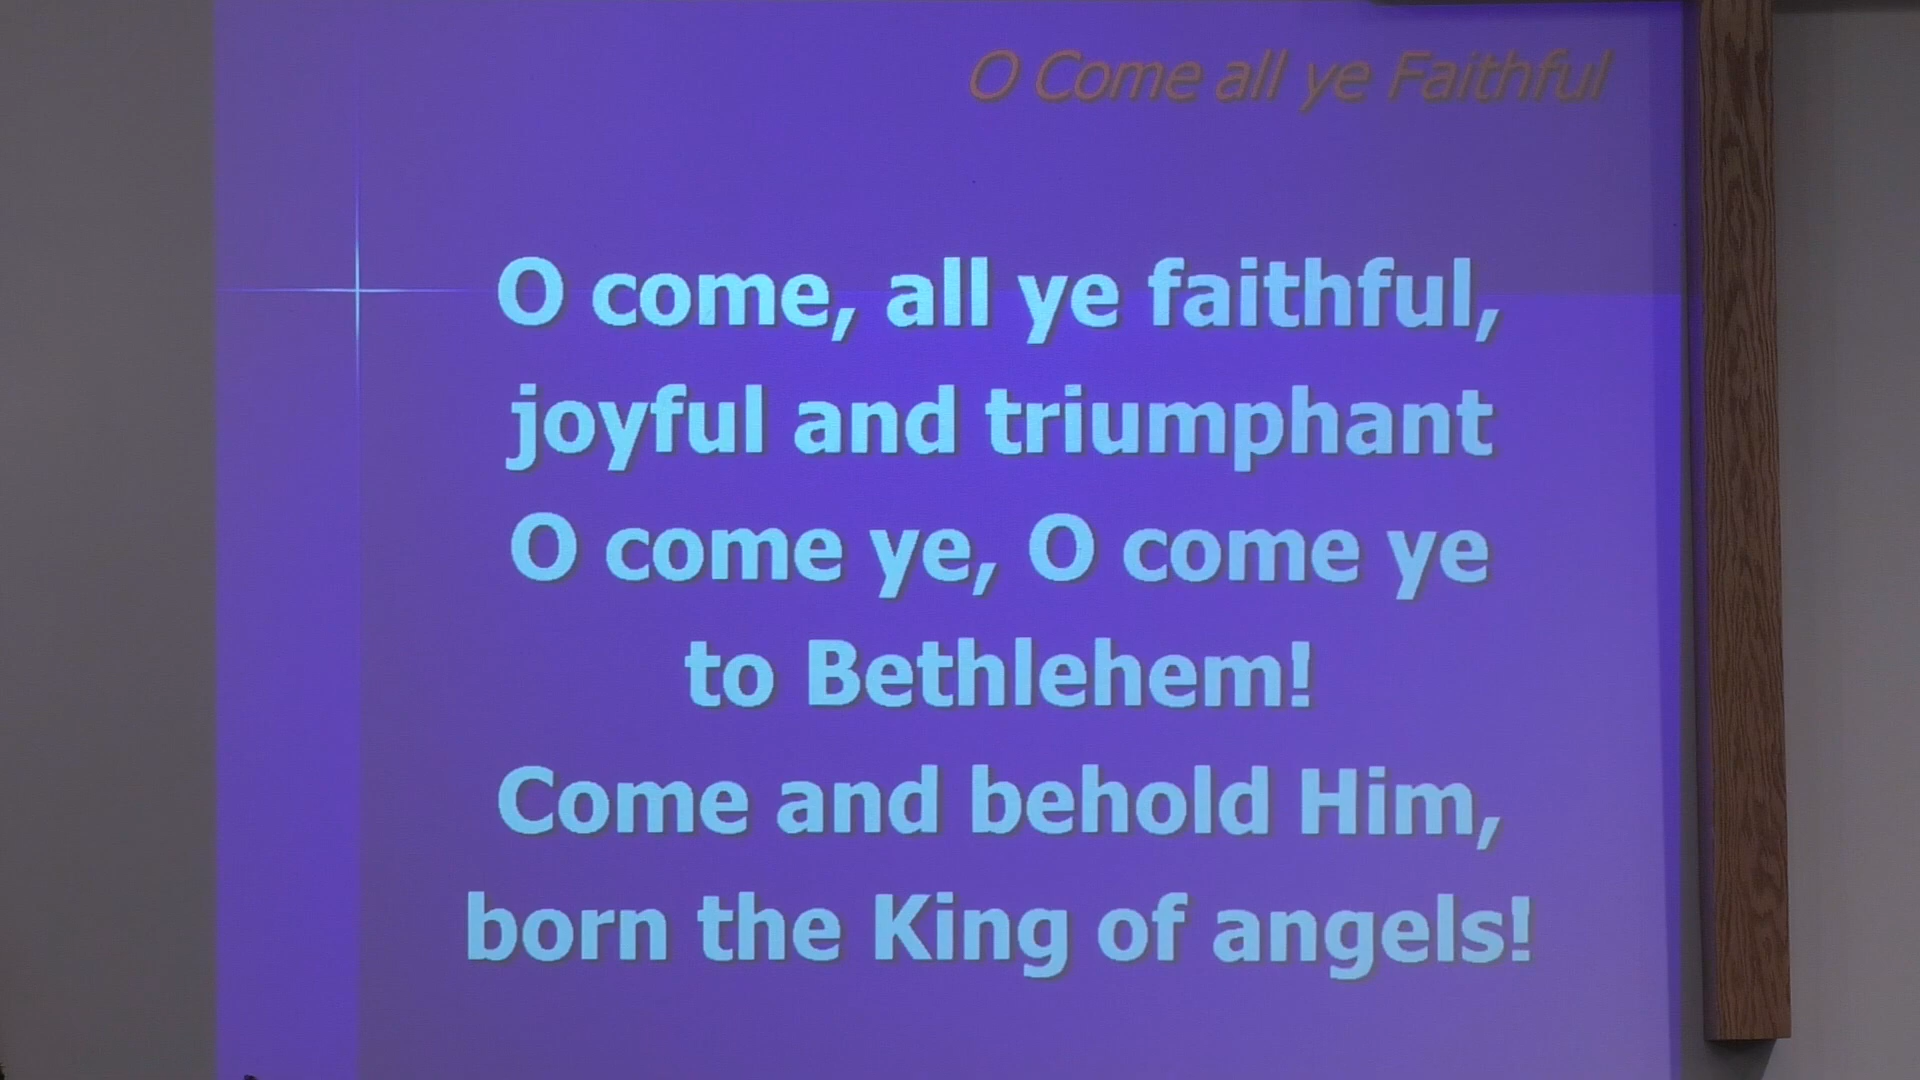 O Come all ye Faithful
O come, all ye faithful,
joyful and triumphant
O come ye, O come ye
to Bethlehem!
Come and behold Him,
born the King of angels!